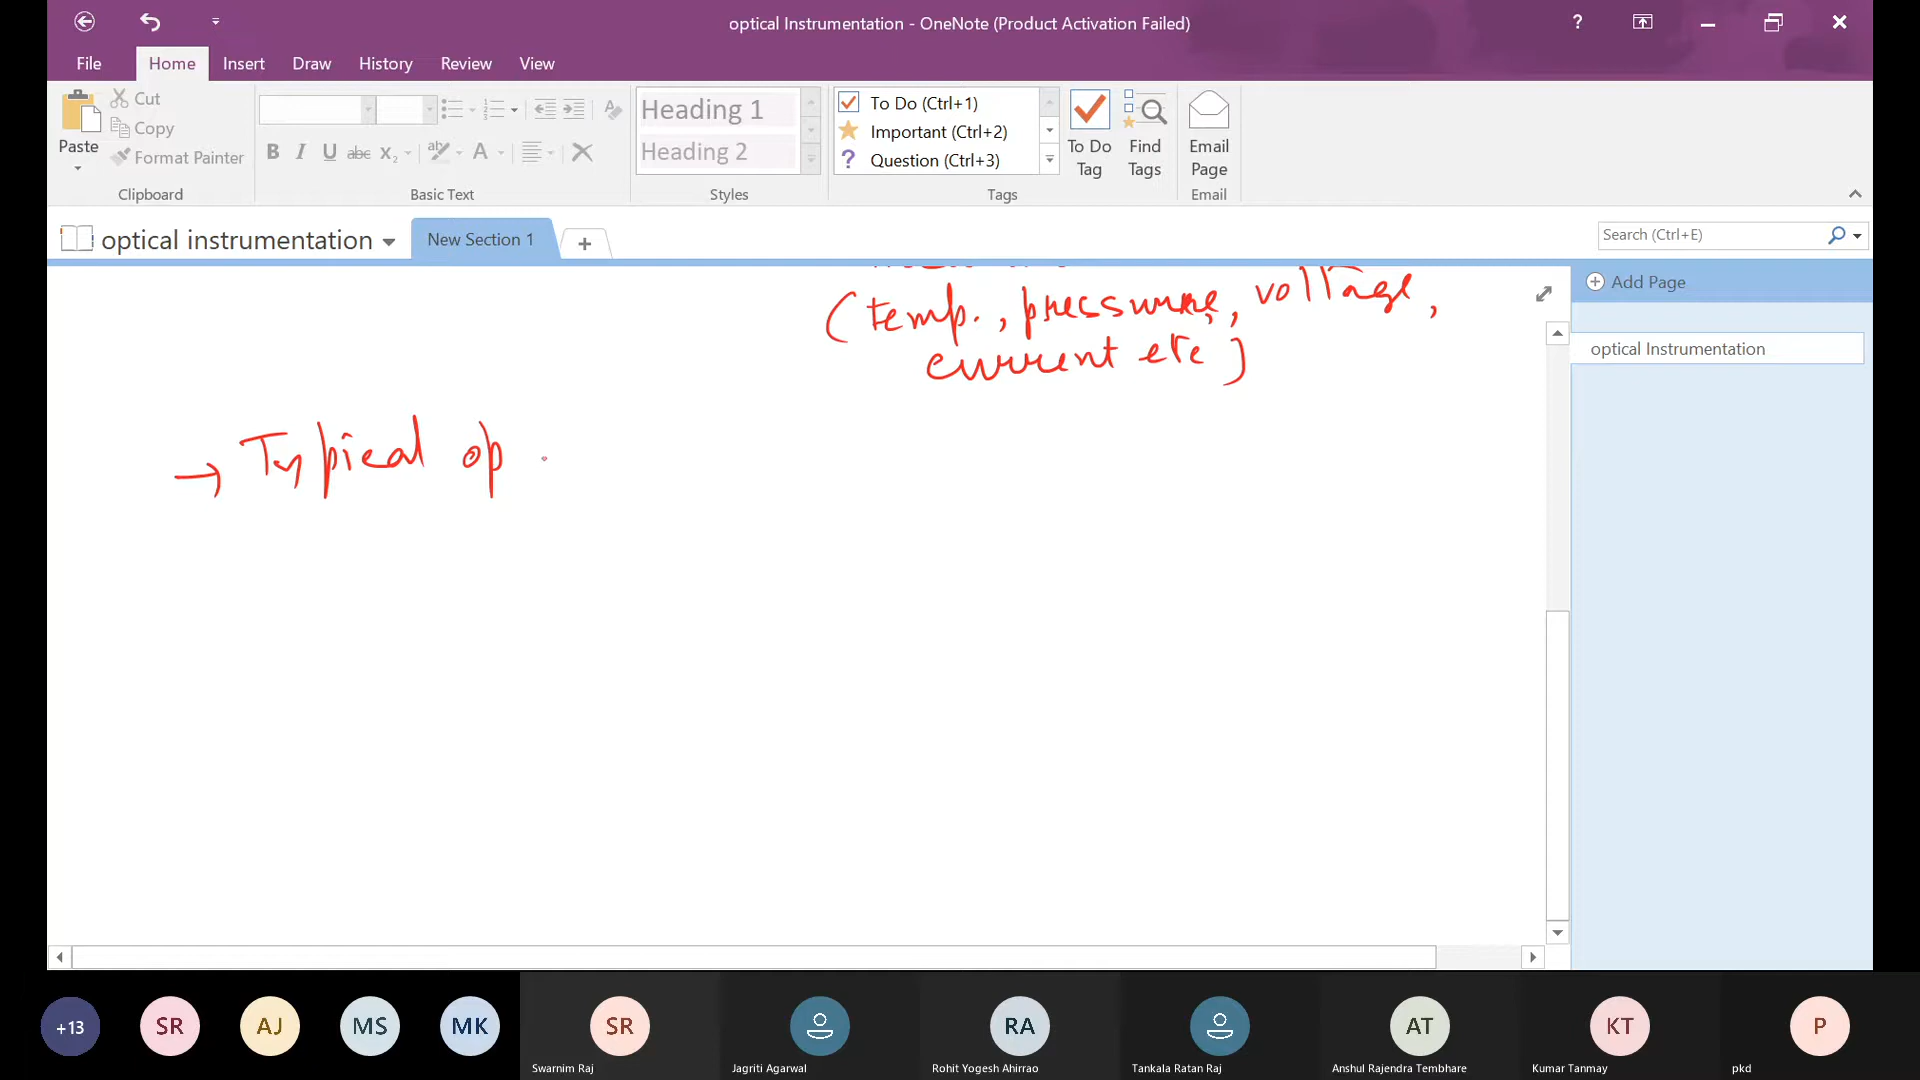 optical Instrumentation - OneNote (Product Activation Failed)
?
File Home Insert Draw History Review View
Paste
Cut
Copy
Format Painter
Clipboard
B I U abc X₂ A
Basic Text
Heading 1
Heading 2
Styles
To Do (Ctrl+1)
Important (Ctrl+2)
? Question (Ctrl+3)
To Do Tag
Find Tags
Tags
Email Page
Email
optical instrumentation
New Section 1
+
Search (Ctrl+E)
Add Page
optical Instrumentation
(temp., pressure, voltage,
current etc]
→ Typical op
+13 SR AJ MS MK SR RA AT KT P
Swarnim Raj Jagriti Agarwal Rohit Yogesh Ahirrao Tankala Ratan Raj Anshul Rajendra Tembhare Kumar Tanmay pkd